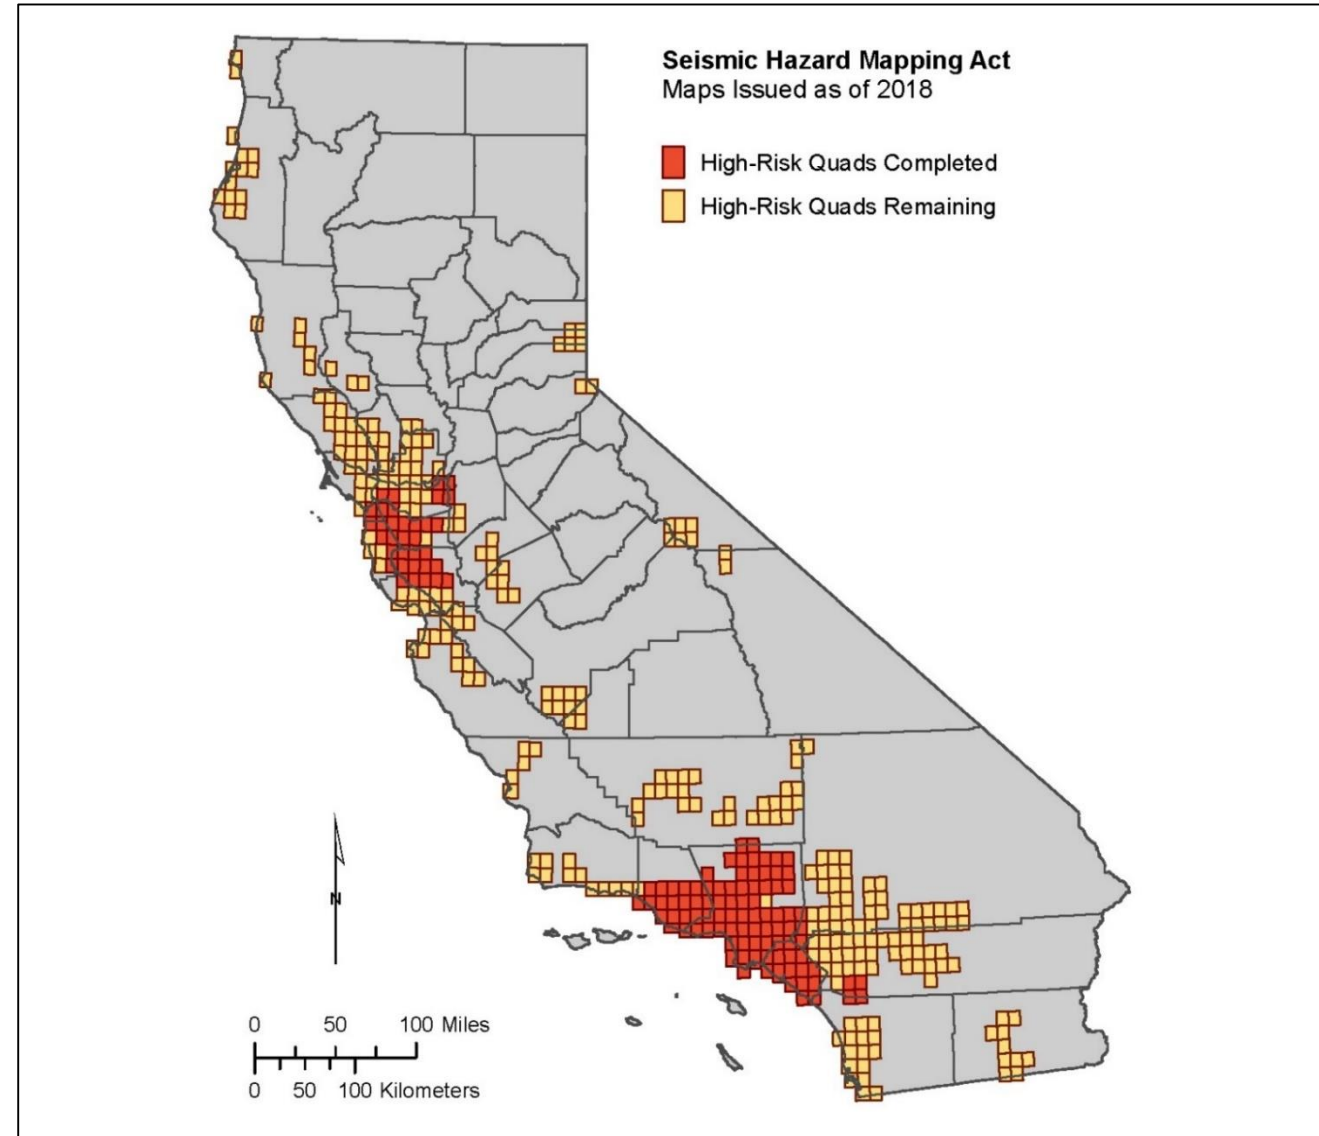 Seismic Hazard Mapping Act
Maps Issued as of 2018
High-Risk Quads Completed
High-Risk Quads Remaining
N
0 50 100 Miles
0 50 100 Kilometers